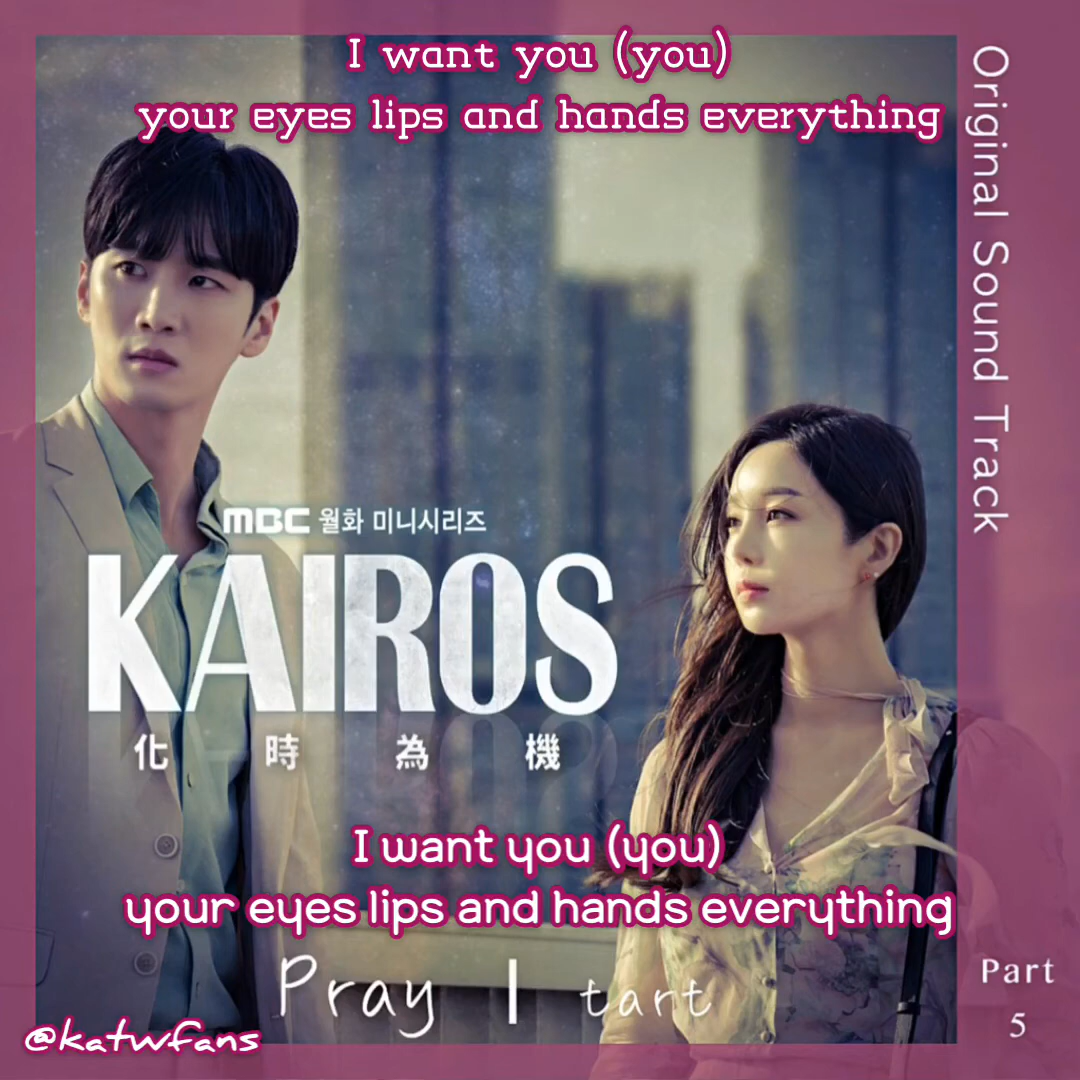 I want you (you)
your eyes lips and hands everything
Original Sound Track
MBC 월화 미니시리즈
KAIROS
化時為機
I want you (you)
your eyes lips and hands everything
Pray | tart
Part
5
@katwfans